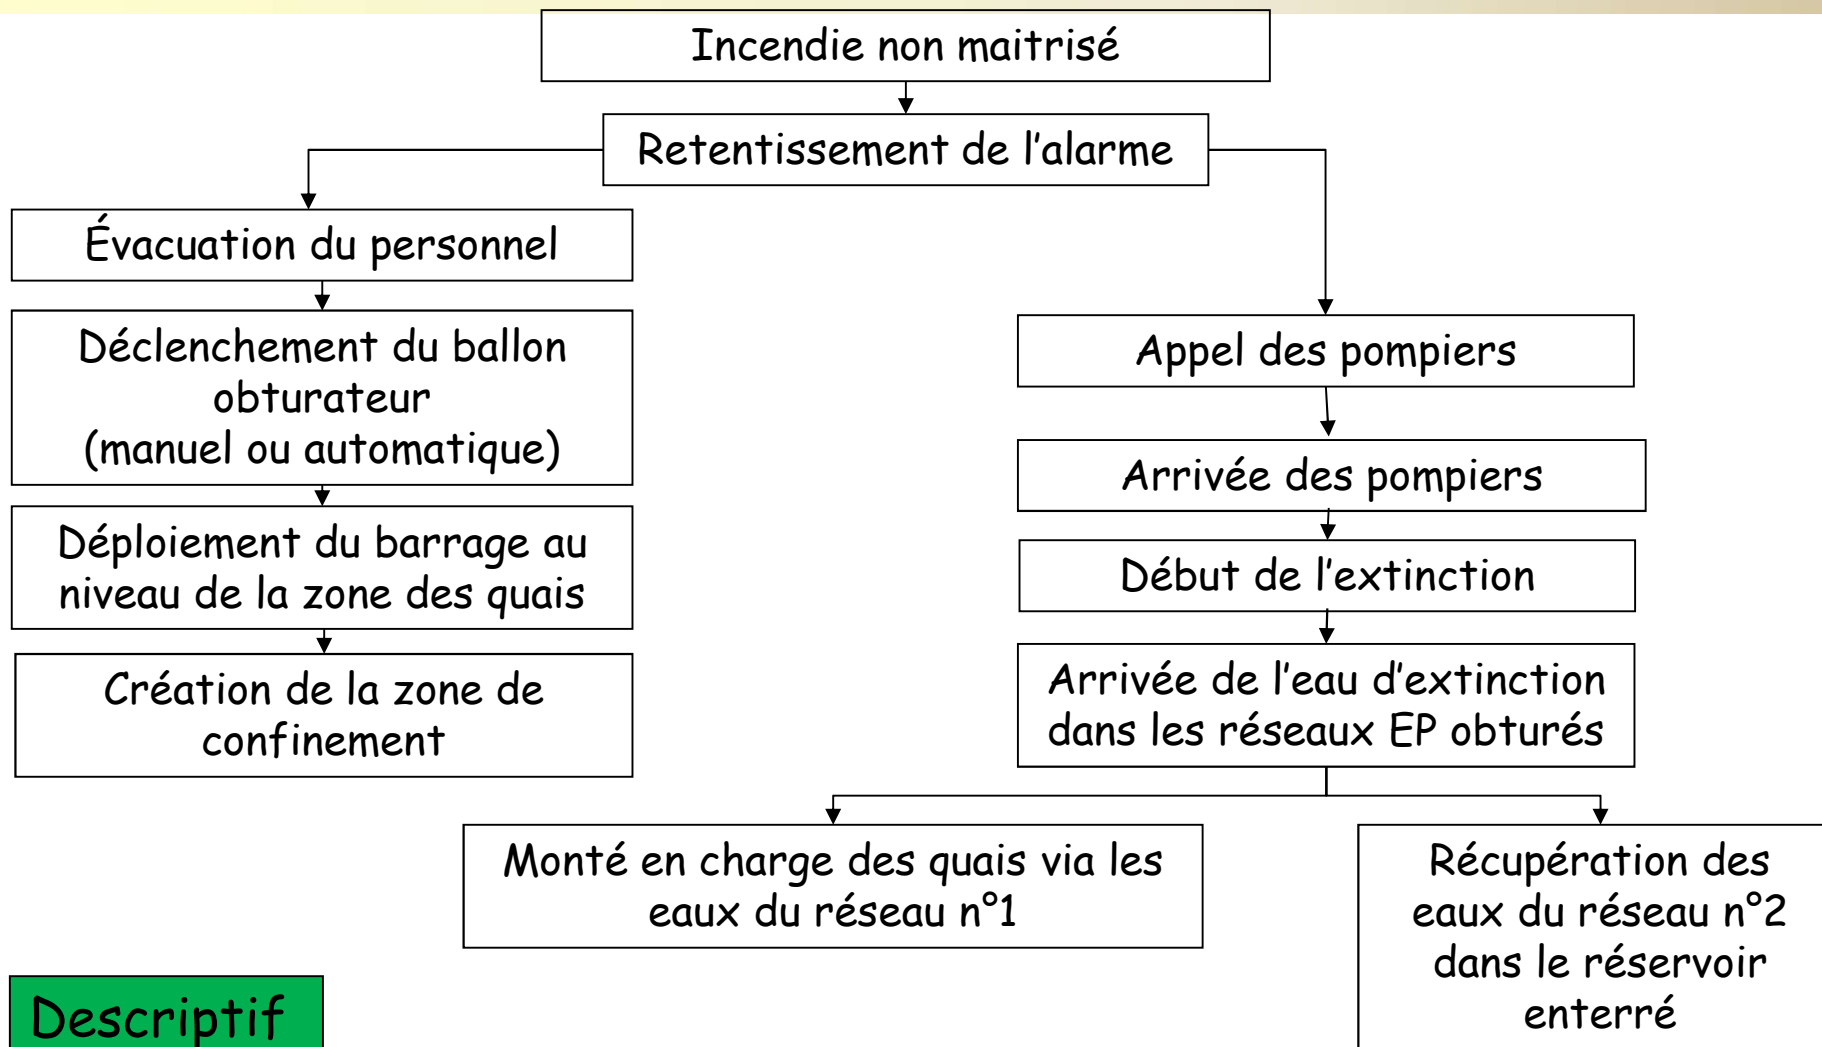 Incendie non maitrisé
Retentissement de l'alarme
Évacuation du personnel
Déclenchement du ballon
obturateur
(manuel ou automatique)
Déploiement du barrage au
niveau de la zone des quais
Création de la zone de
confinement
Appel des pompiers
Arrivée des pompiers
Début de l'extinction
Arrivée de l'eau d'extinction
dans les réseaux EP obturés
Monté en charge des quais via les
eaux du réseau n°1
Récupération des
eaux du réseau n°2
dans le réservoir
enterré
Descriptif